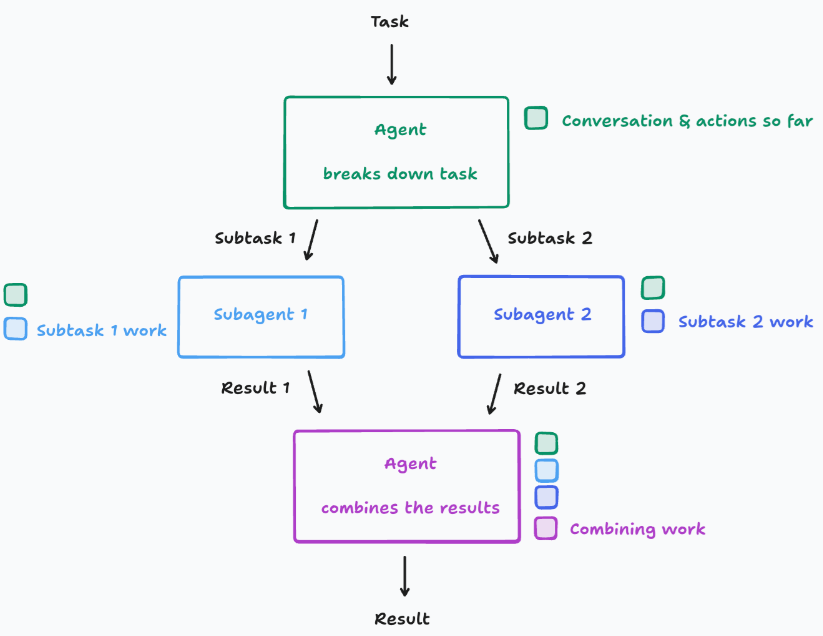 Task
Agent
breaks down task
Conversation & actions so far
Subtask 1
Subtask 2
Subagent 1
Subtask 1 work
Subagent 2
Subtask 2 work
Result 1
Result 2
Agent
combines the results
Combining work
Result